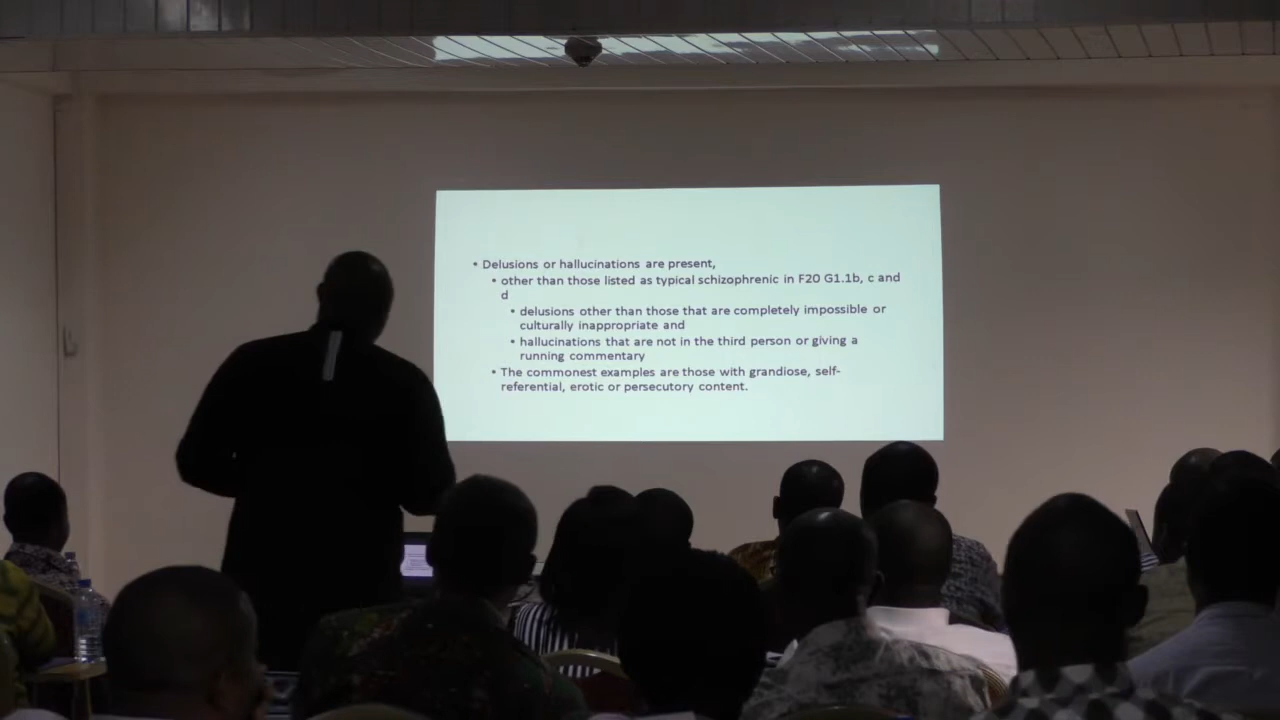 • Delusions or hallucinations are present,
• other than those listed as typical schizophrenic in F20 G1.1b, c and
d
• delusions other than those that are completely impossible or
culturally inappropriate and
• hallucinations that are not in the third person or giving a
running commentary
• The commonest examples are those with grandiose, self-
referential, erotic or persecutory content.